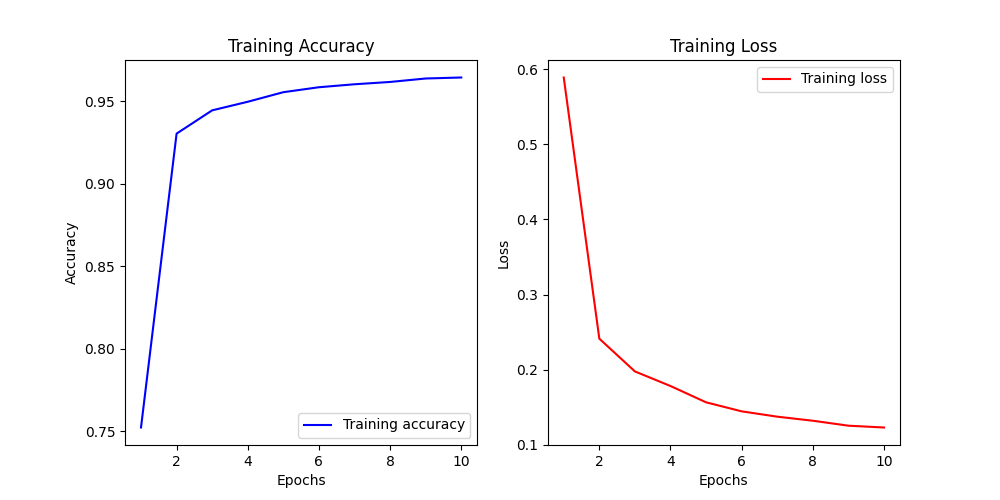 Training Accuracy
0.95
0.90
0.85
0.80
0.75
Accuracy
Training accuracy
2
4
6
8
10
Epochs
Training Loss
0.6
0.5
0.4
0.3
0.2
0.1
Loss
Training loss
2
4
6
8
10
Epochs